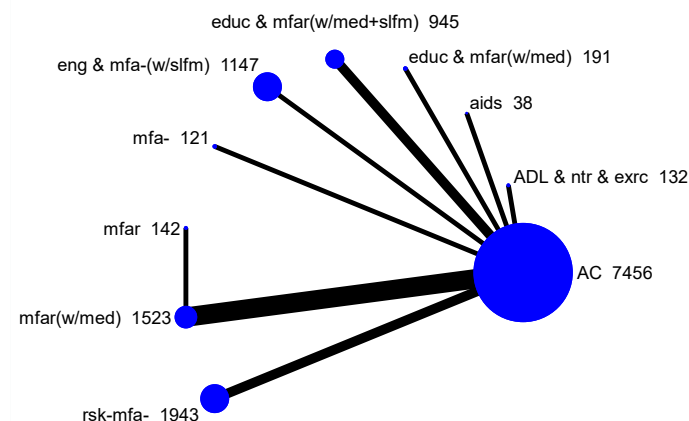 educ & mfar(w/med+slfm) 945
educ & mfar(w/med) 191
eng & mfa-(w/slfm) 1147
aids 38
mfa- 121
ADL & ntr & exrc 132
mfar 142
AC 7456
mfar(w/med) 1523
rsk-mfa- 1943